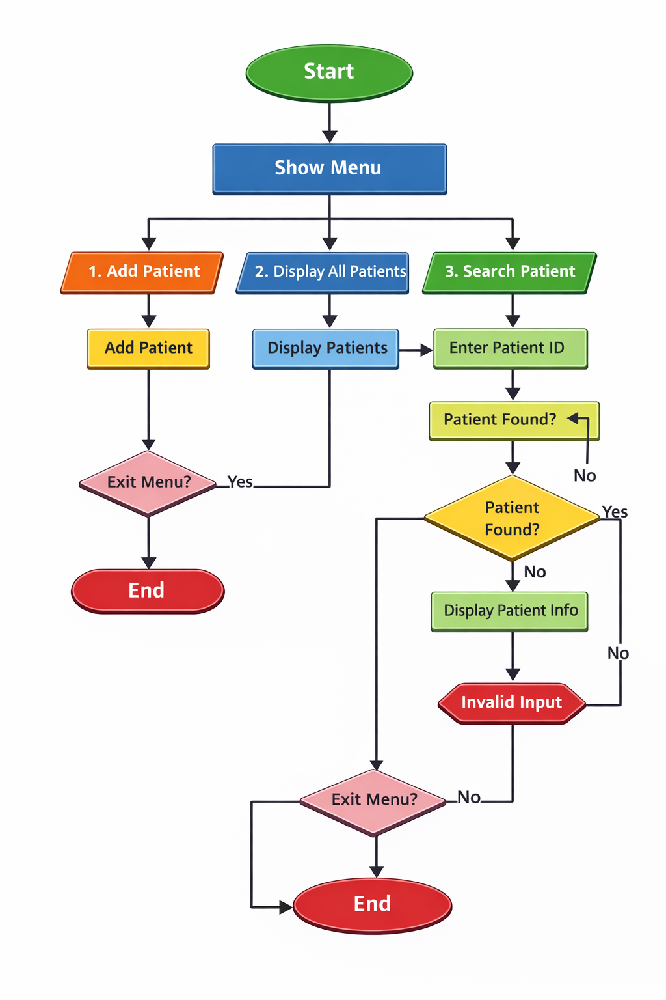 Start
Show Menu
1. Add Patient
2. Display All Patients
3. Search Patient
Add Patient
Display Patients
Enter Patient ID
Patient Found?
No
Exit Menu?
Yes
Patient
Found?
Yes
No
End
Display Patient Info
No
Invalid Input
Exit Menu?
No
End